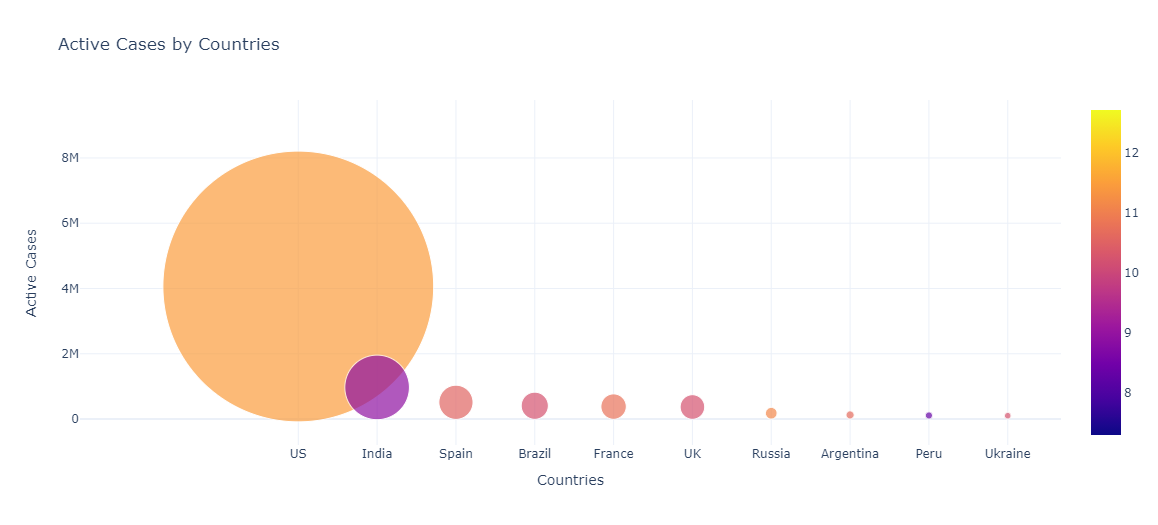 Active Cases by Countries
8M
6M
4M
2M
0
Active Cases
US India Spain Brazil France UK Russia Argentina Peru Ukraine
Countries
12
11
10
9
8